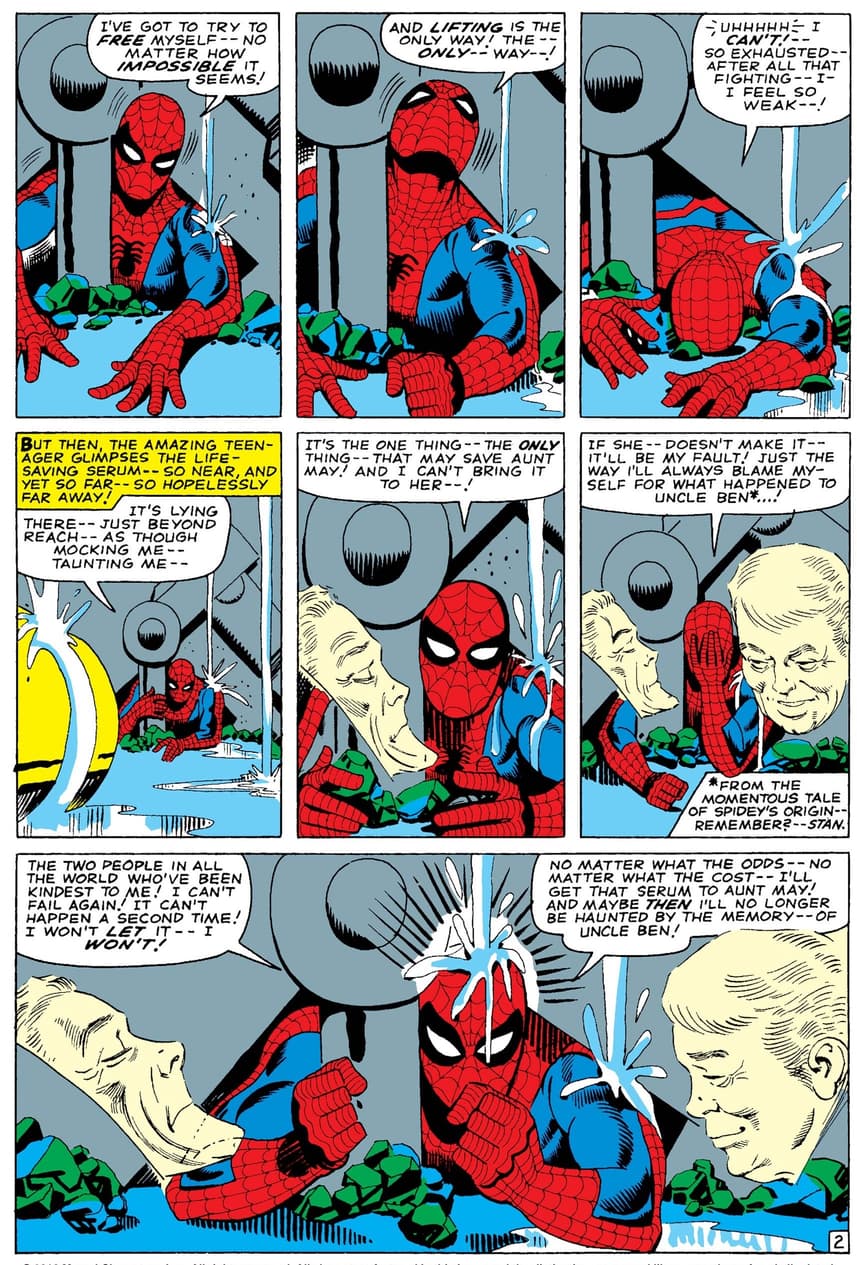 I'VE GOT TO TRY TO
FREE MYSELF-- NO
MATTER HOW
IMPOSSIBLE IT
SEEMS!
AND LIFTING IS THE
ONLY WAY! THE--
ONLY-- WAY--!
UHHHHH-- I
CAN'T!--
SO EXHAUSTED--
AFTER ALL THAT
FIGHTING-- I-
I FEEL SO
WEAK--!
BUT THEN, THE AMAZING TEEN-
AGER GLIMPSES THE LIFE-
SAVING SERUM-- SO NEAR, AND
YET SO FAR-- SO HOPELESSLY
FAR AWAY!
IT'S LYING
THERE-- JUST BEYOND
REACH-- AS THOUGH
MOCKING ME--
TAUNTING ME--
IT'S THE ONE THING-- THE ONLY
THING-- THAT MAY SAVE AUNT
MAY! AND I CAN'T BRING IT
TO HER--!
IF SHE-- DOESN'T MAKE IT--
IT'LL BE MY FAULT! JUST THE
WAY I'LL ALWAYS BLAME MY-
SELF FOR WHAT HAPPENED TO
UNCLE BEN*....!
*FROM THE
MOMENTOUS TALE
OF SPIDEY'S ORIGIN--
REMEMBER?-- STAN.
THE TWO PEOPLE IN ALL
THE WORLD WHO'VE BEEN
KINDEST TO ME! I CAN'T
FAIL AGAIN! IT CAN'T
HAPPEN A SECOND TIME!
I WON'T LET IT-- I
WON'T!
NO MATTER WHAT THE ODDS-- NO
MATTER WHAT THE COST-- I'LL
GET THAT SERUM TO AUNT MAY!
AND MAYBE THEN I'LL NO LONGER
BE HAUNTED BY THE MEMORY-- OF
UNCLE BEN!
2